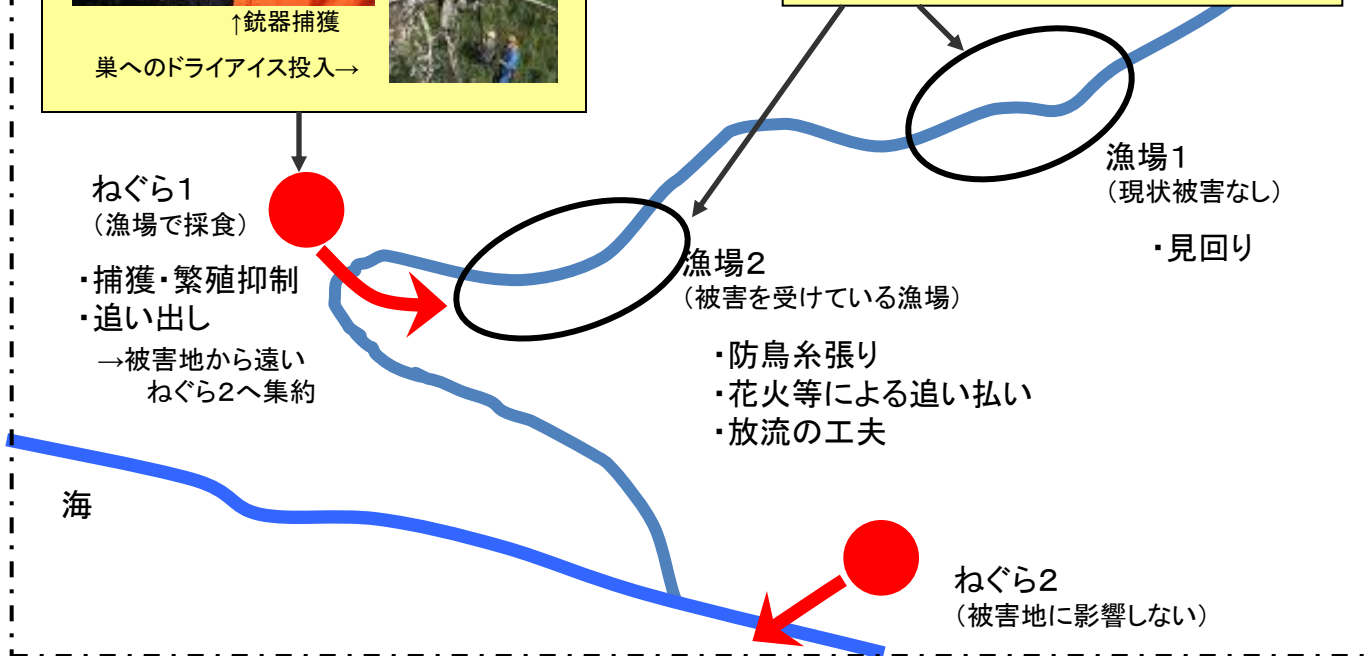 ↑銃器捕獲
巣へのドライアイス投入→
ねぐら1
（漁場で採食）
・捕獲・繁殖抑制
・追い出し
→被害地から遠い
ねぐら2へ集約
漁場1
（現状被害なし）
・見回り
漁場2
（被害を受けている漁場）
・防鳥糸張り
・花火等による追い払い
・放流の工夫
海
ねぐら2
（被害地に影響しない）